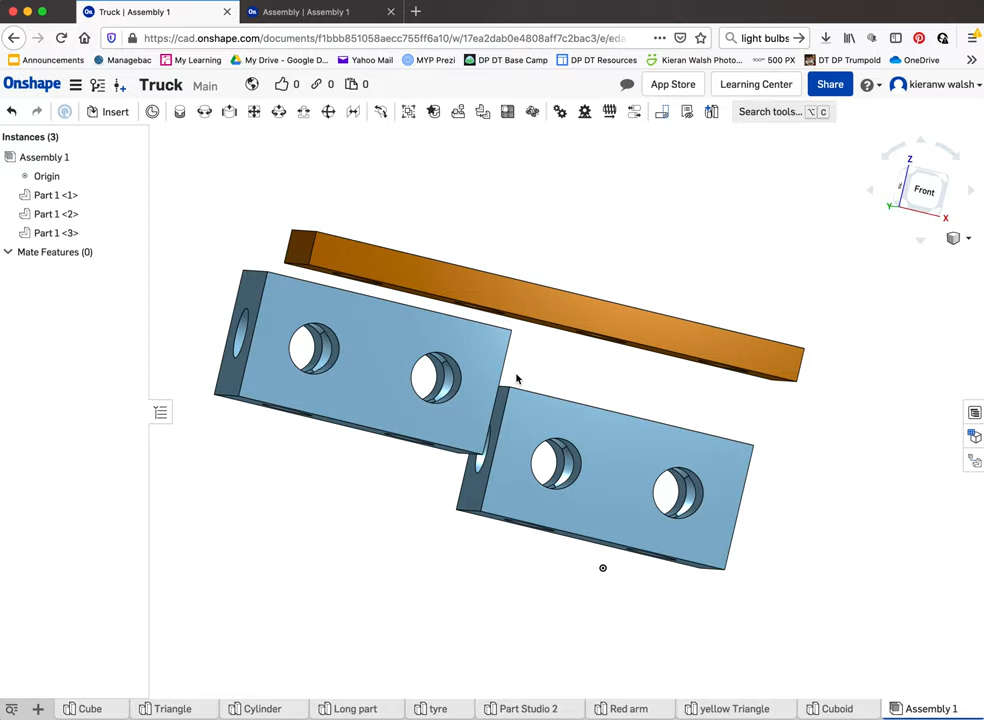 Truck | Assembly 1
Assembly | Assembly 1
https://cad.onshape.com/documents/f1bbb851058aecc755ff6a10/w/17ea2dab0e4808aff7c2bac3/e/eda
light bulbs
Announcements
Managebac
My Learning
My Drive - Google D...
Yahoo Mail
MYP Prezi
DP DT Base Camp
DP DT Resources
Kieran Walsh Photo...
500 PX
DT DP Trumpold
OneDrive
Onshape
Truck Main
0
0
0
App Store
Learning Center
Share
kieranw walsh
Insert
Search tools... ⌥ C
Instances (3)
Assembly 1
Origin
Part 1 <1>
Part 1 <2>
Part 1 <3>
Mate Features (0)
Z
Front
Y
X
Cube
Triangle
Cylinder
Long part
tyre
Part Studio 2
Red arm
yellow Triangle
Cuboid
Assembly 1